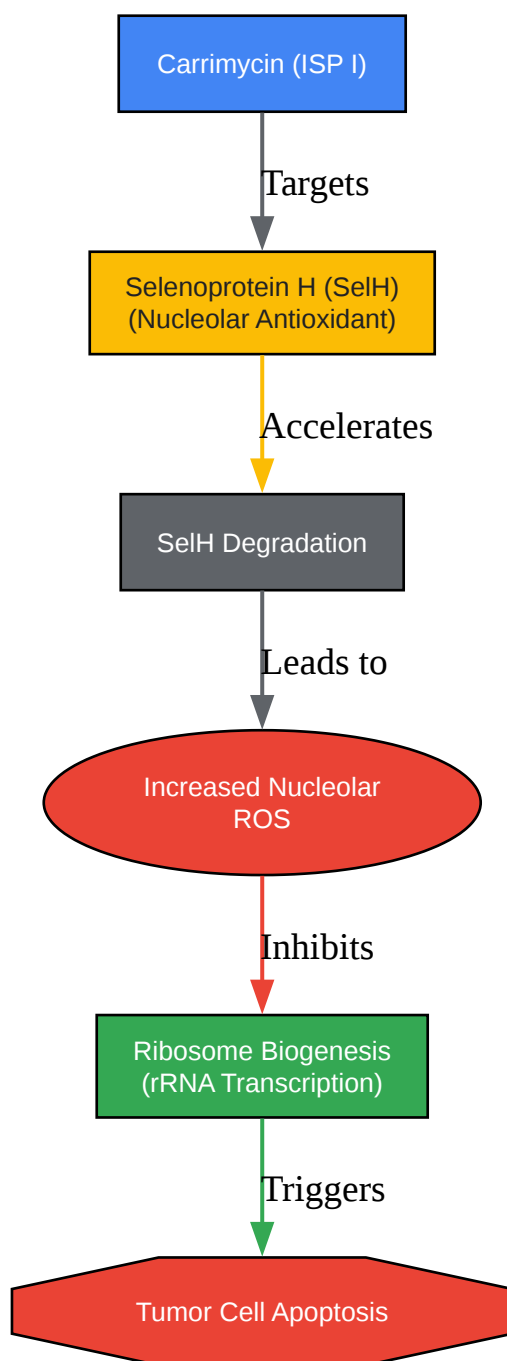 Carrimycin (ISP I)
Targets
Selenoprotein H (SelH)
(Nucleolar Antioxidant)
Accelerates
SelH Degradation
Leads to
Increased Nucleolar
ROS
Inhibits
Ribosome Biogenesis
(rRNA Transcription)
Triggers
Tumor Cell Apoptosis